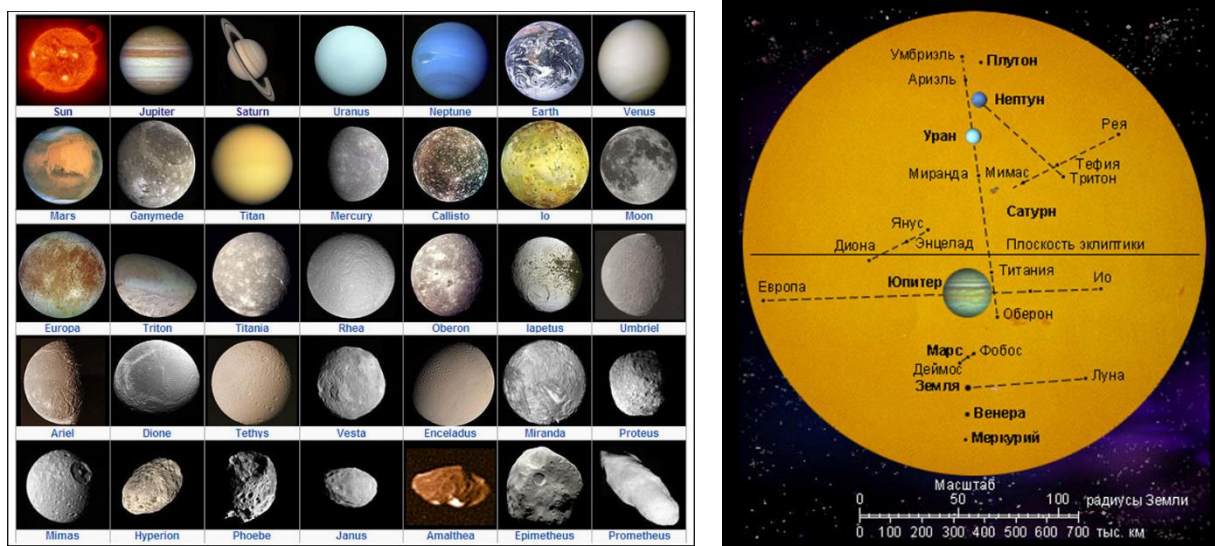 Sun Jupiter Saturn Uranus Neptune Earth Venus
Mars Ganymede Titan Mercury Callisto Io Moon
Europa Triton Titania Rhea Oberon Iapetus Umbriel
Ariel Dione Tethys Vesta Enceladus Miranda Proteus
Mimas Hyperion Phoebe Janus Amalthea Epimetheus Prometheus
Умбриэль
Плутон
Ариэль
Нептун
Уран
Рея
Тефия
Миранда
Мимас
Тритон
Сатурн
Янус
Диона
Энцелад
Плоскость эклиптики
Титания
Европа
Юпитер
Ио
Оберон
Марс
Фобос
Деймос
Земля
Луна
Венера
Меркурий
Масштаб
0 50 100 радиусы Земли
0 100 200 300 400 500 600 700 тыс. км